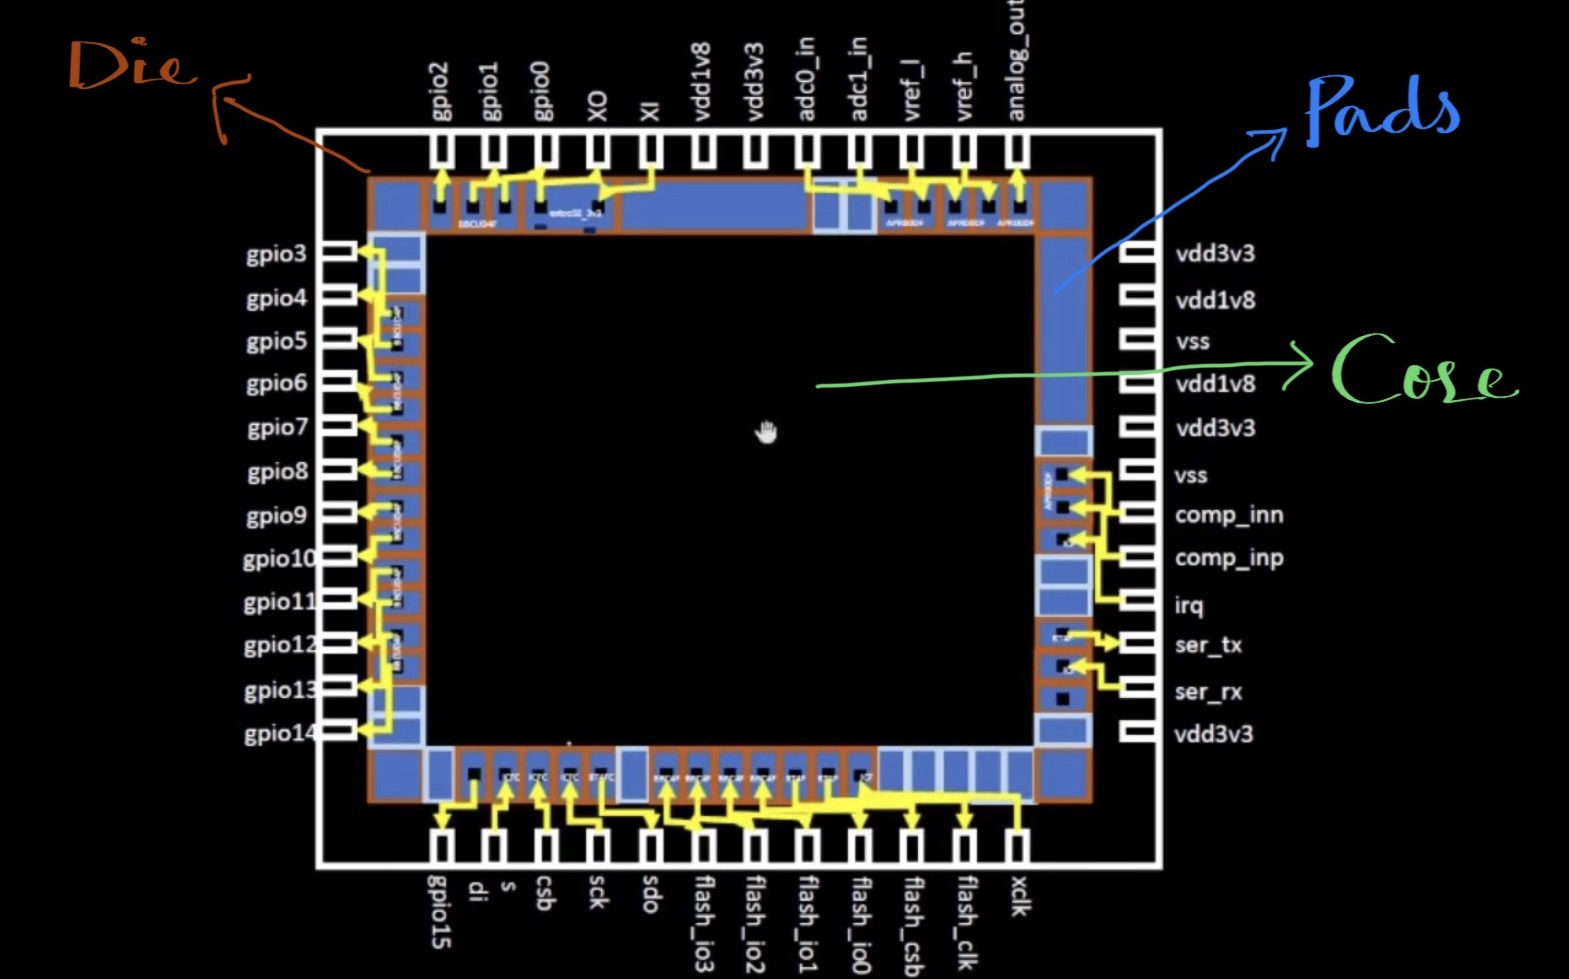 Die
Pads
Core
gpio2
gpio1
gpio0
XO
XI
vdd1v8
vdd3v3
adc0_in
adc1_in
vref_l
vref_h
analog_out
gpio3
gpio4
gpio5
gpio6
gpio7
gpio8
gpio9
gpio10
gpio11
gpio12
gpio13
gpio14
vdd3v3
vdd1v8
vss
vdd1v8
vdd3v3
vss
comp_inn
comp_inp
irq
ser_tx
ser_rx
vdd3v3
gpio15
di
s
csb
sck
sdo
flash_io3
flash_io2
flash_io1
flash_io0
flash_csb
flash_clk
xclk